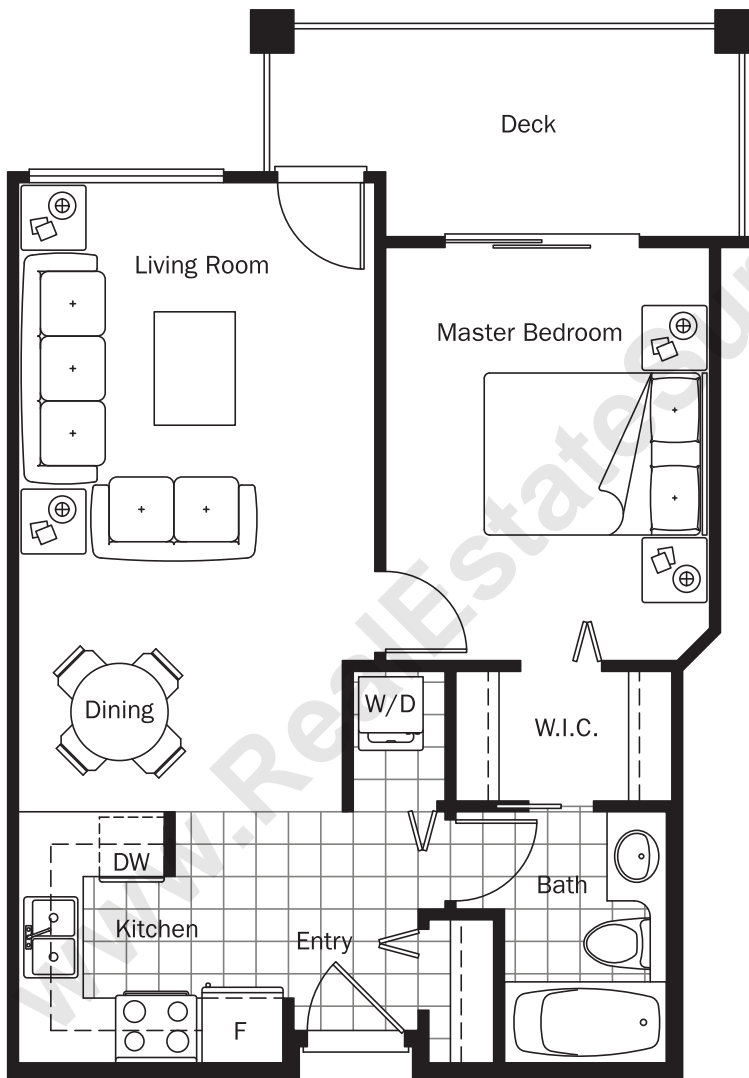 Deck
Living Room
Master Bedroom
W/D
W.I.C.
Dining
DW
Bath
Kitchen
Entry
F
www.RealEstateSur